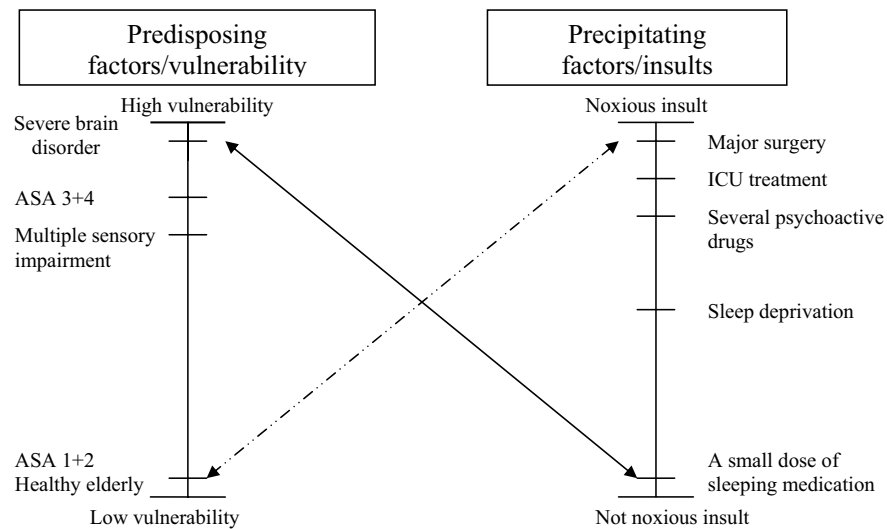 Predisposing
factors/vulnerability
Precipitating
factors/insults
High vulnerability
Severe brain
disorder
ASA 3+4
Multiple sensory
impairment
ASA 1+2
Healthy elderly
Low vulnerability
Noxious insult
Major surgery
ICU treatment
Several psychoactive
drugs
Sleep deprivation
A small dose of
sleeping medication
Not noxious insult